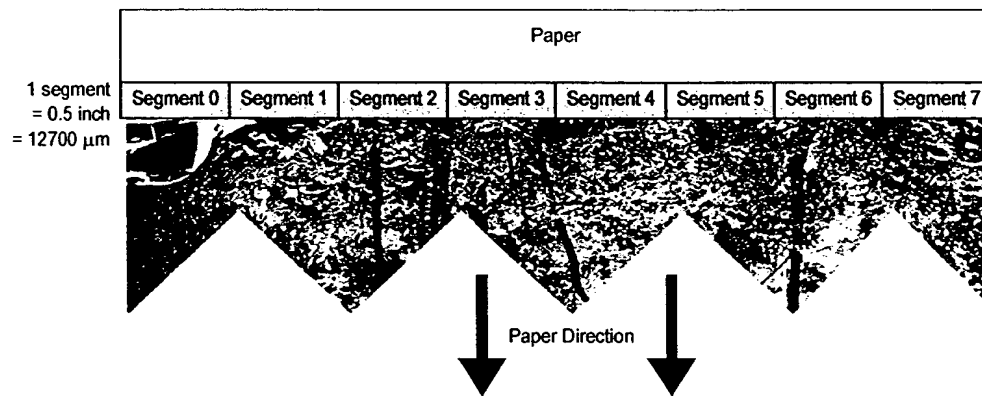 Paper
1 segment
= 0.5 inch
= 12700 μm
Segment 0 Segment 1 Segment 2 Segment 3 Segment 4 Segment 5 Segment 6 Segment 7
Paper Direction